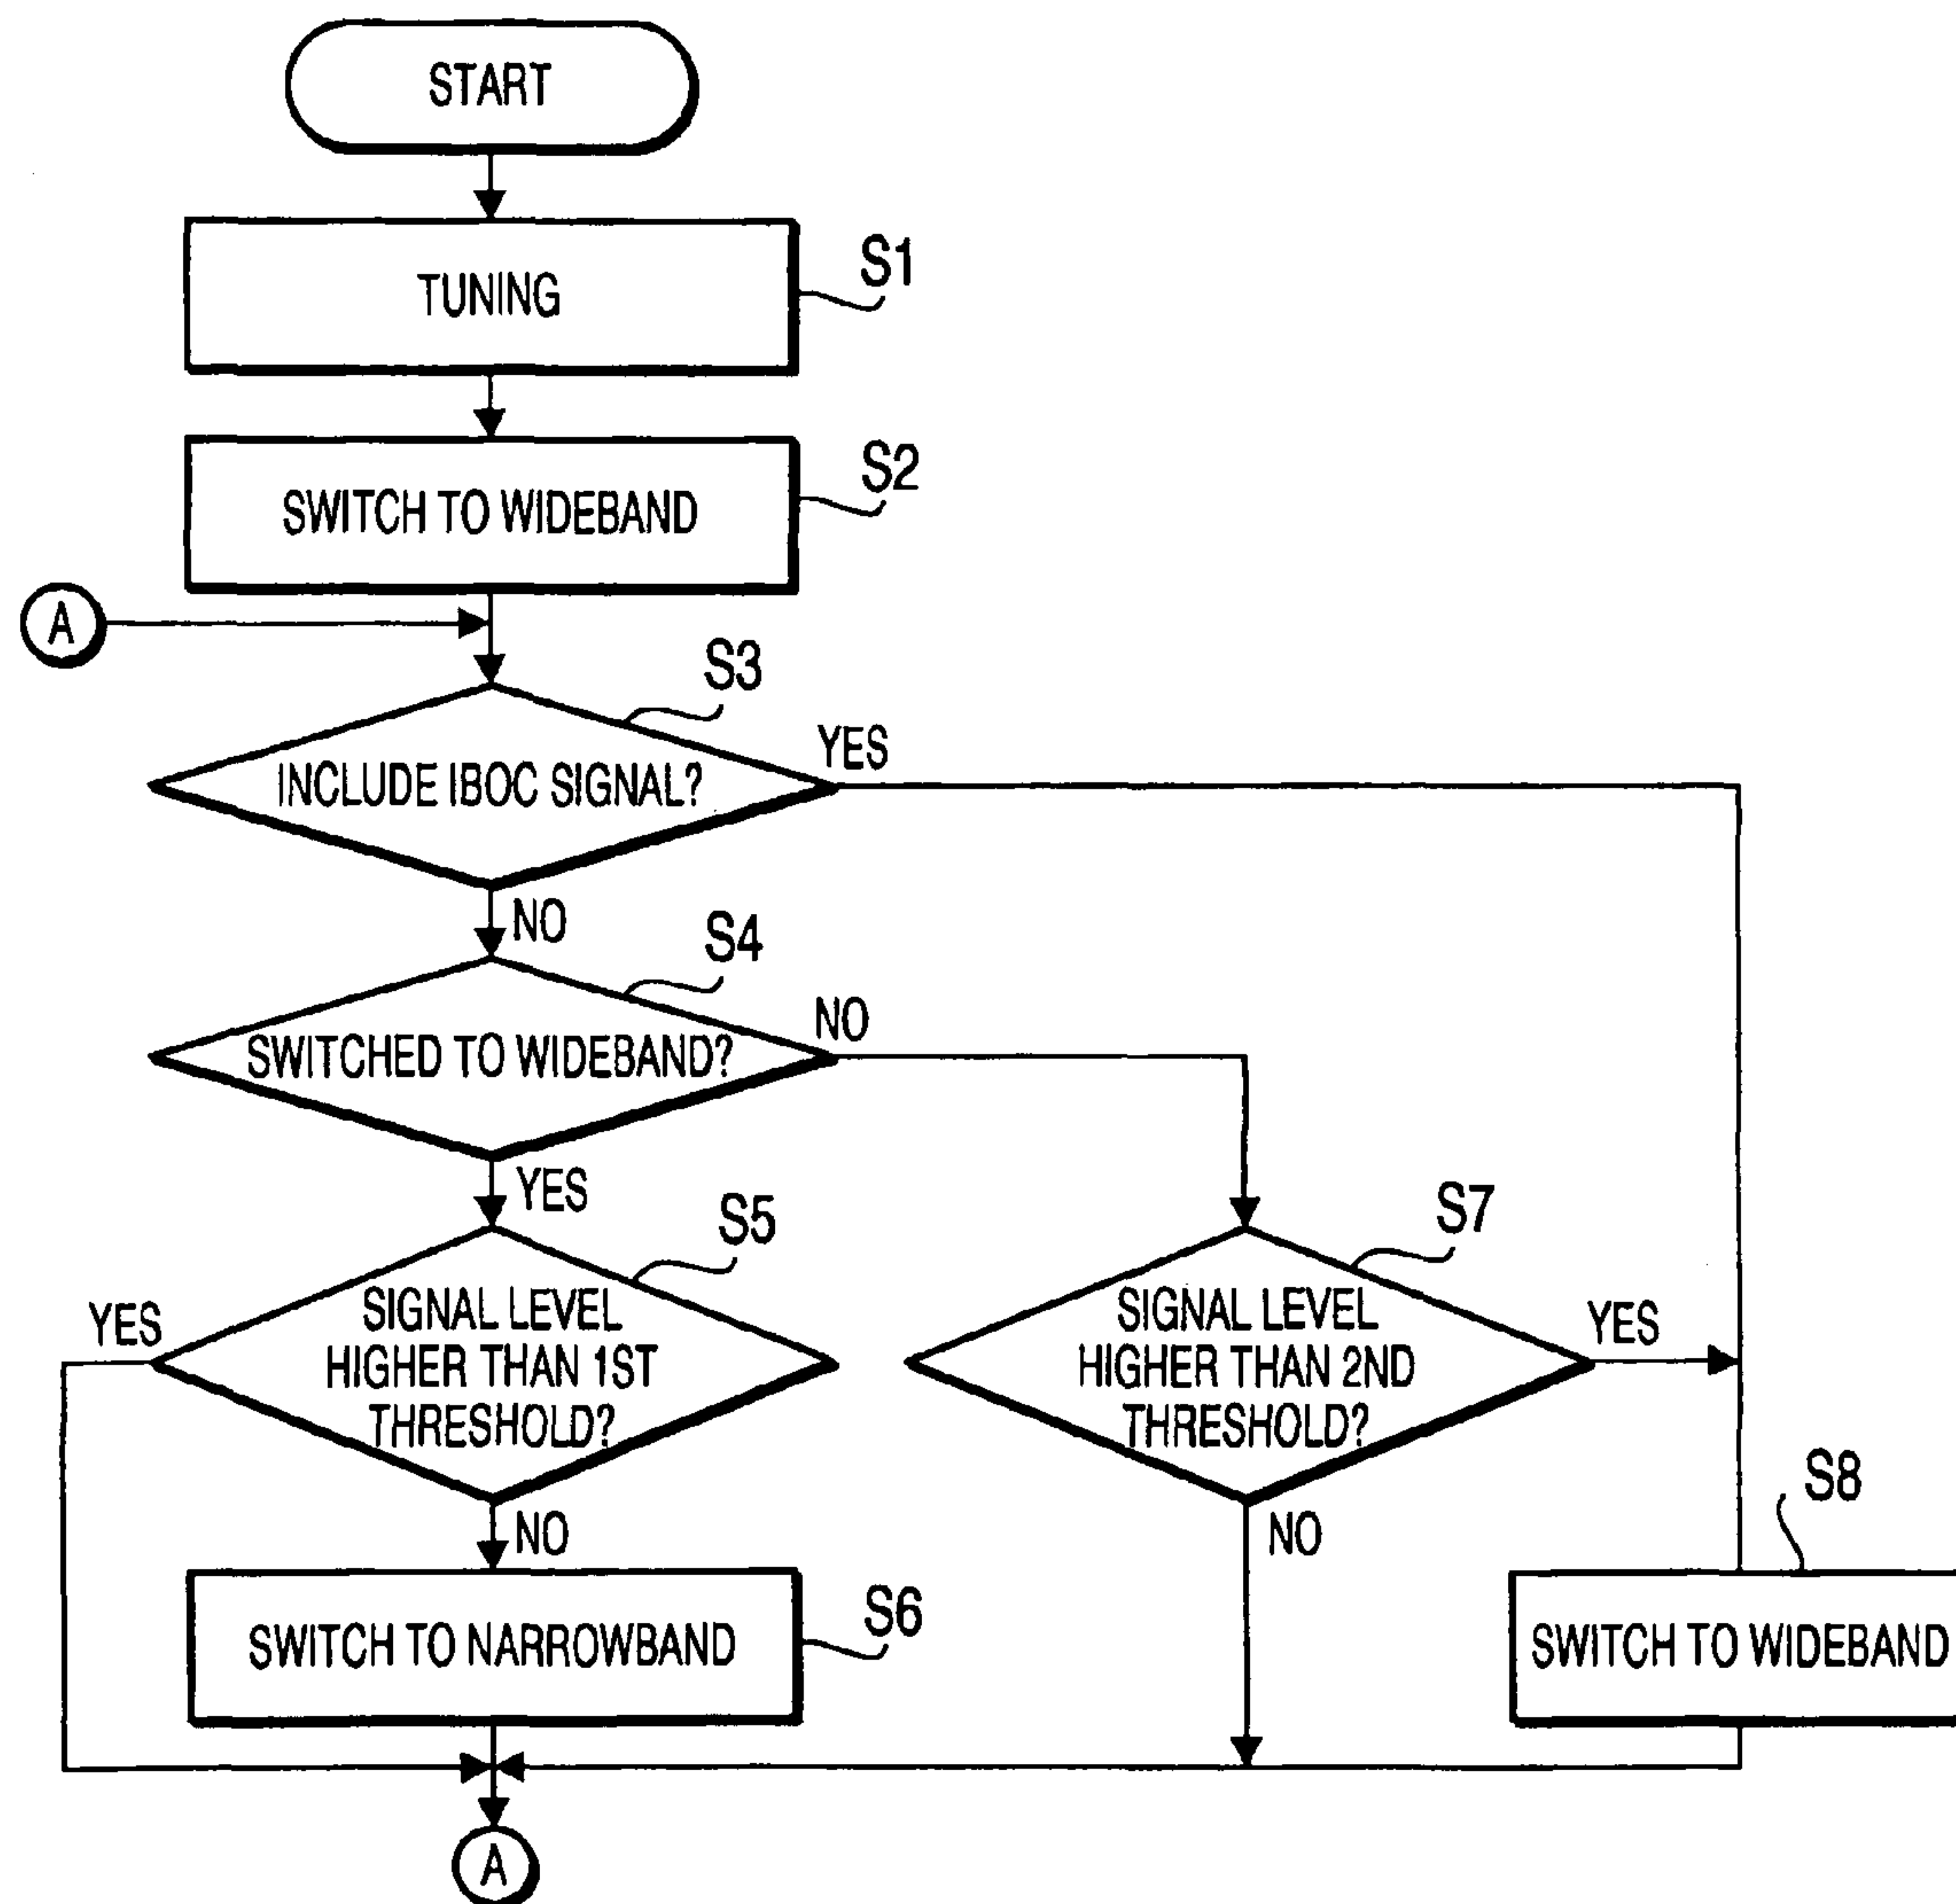 START
TUNING
S1
SWITCH TO WIDEBAND
S2
A
S3
INCLUDE IBOC SIGNAL?
YES
NO
S4
SWITCHED TO WIDEBAND?
NO
YES
S5
SIGNAL LEVEL
HIGHER THAN 1ST
THRESHOLD?
YES
NO
S7
SIGNAL LEVEL
HIGHER THAN 2ND
THRESHOLD?
YES
NO
S6
SWITCH TO NARROWBAND
S8
SWITCH TO WIDEBAND
A